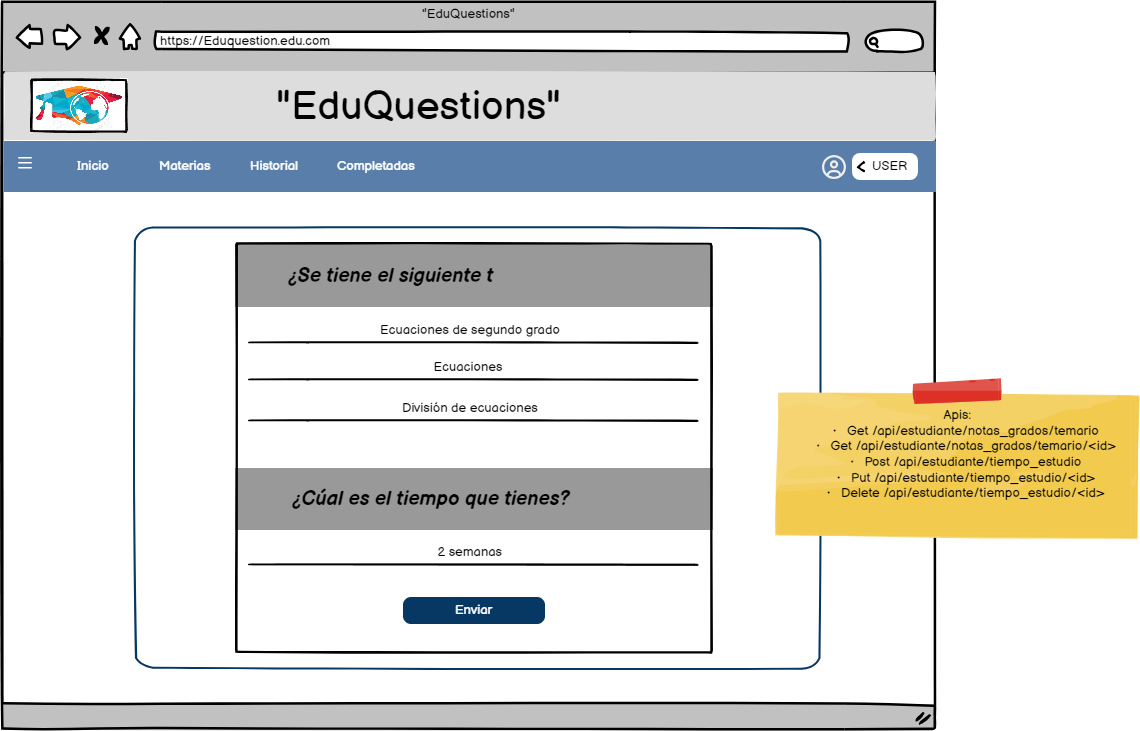 "EduQuestions"
https://Eduquestion.edu.com
"EduQuestions"
Inicio
Materias
Historial
Completadas
USER
¿Se tiene el siguiente t
Ecuaciones de segundo grado
Ecuaciones
División de ecuaciones
¿Cúal es el tiempo que tienes?
2 semanas
Enviar
Apis:
· Get /api/estudiante/notas_grados/temario
· Get /api/estudiante/notas_grados/temario/<id>
· Post /api/estudiante/tiempo_estudio
· Put /api/estudiante/tiempo_estudio/<id>
· Delete /api/estudiante/tiempo_estudio/<id>